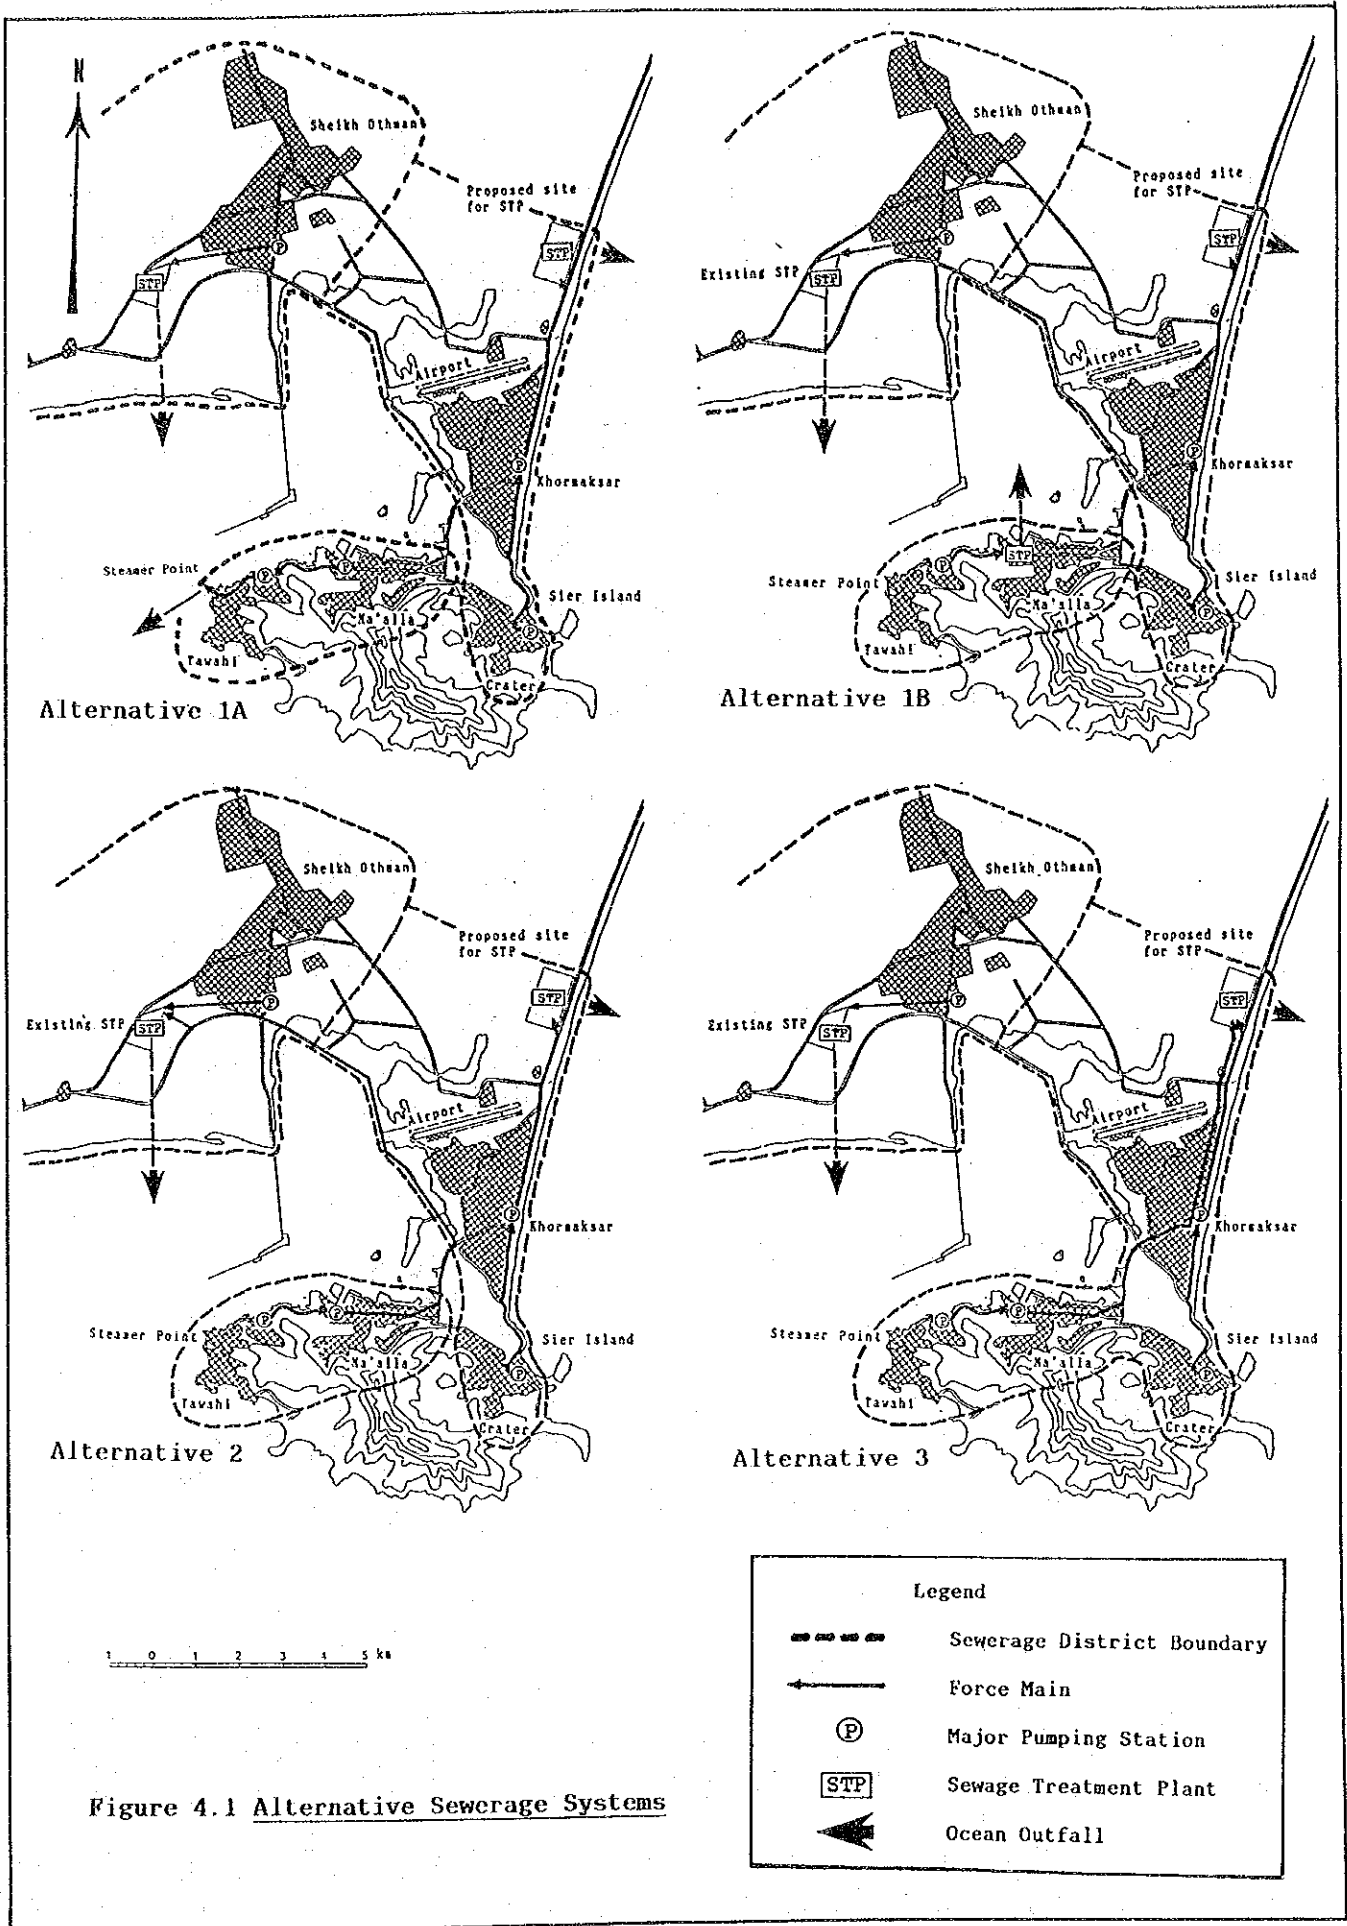 N
Sheikh Othman
Proposed site
for STP
STP
P
STP
Airport
P
Khormaksar
Steamer Point
P
P
Sier Island
Ma'alla
P
Tawahi
Crater
Alternative 1A
Sheikh Othman
Proposed site
for STP
STP
P
Existing STP
STP
Airport
P
Khormaksar
P
STP
Steamer Point
Sier Island
Ma'alla
P
Tawahi
Crater
Alternative 1B
Sheikh Othman
Proposed site
for STP
STP
P
Existing STP
STP
Airport
P
Khormaksar
P
P
Steamer Point
Sier Island
Ma'alla
P
Tawahi
Crater
Alternative 2
Sheikh Othman
Proposed site
for STP
STP
P
Existing STP
STP
Airport
P
Khormaksar
P
P
Steamer Point
Sier Island
Ma'alla
P
Tawahi
Crater
Alternative 3
1 0 1 2 3 4 5 km
Legend
Sewerage District Boundary
Force Main
P Major Pumping Station
STP Sewage Treatment Plant
Ocean Outfall
Figure 4.1 Alternative Sewerage Systems